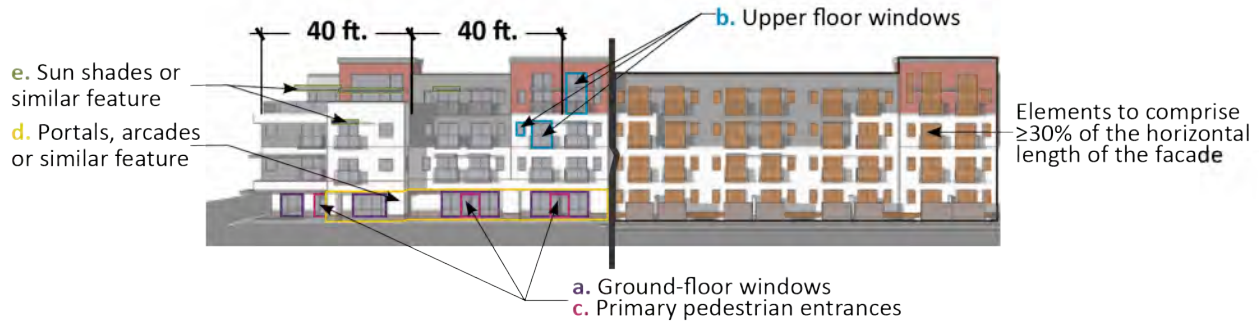 b. Upper floor windows
40 ft.
40 ft.
e. Sun shades or
similar feature
d. Portals, arcades
or similar feature
Elements to comprise
≥30% of the horizontal
length of the facade
a. Ground-floor windows
c. Primary pedestrian entrances